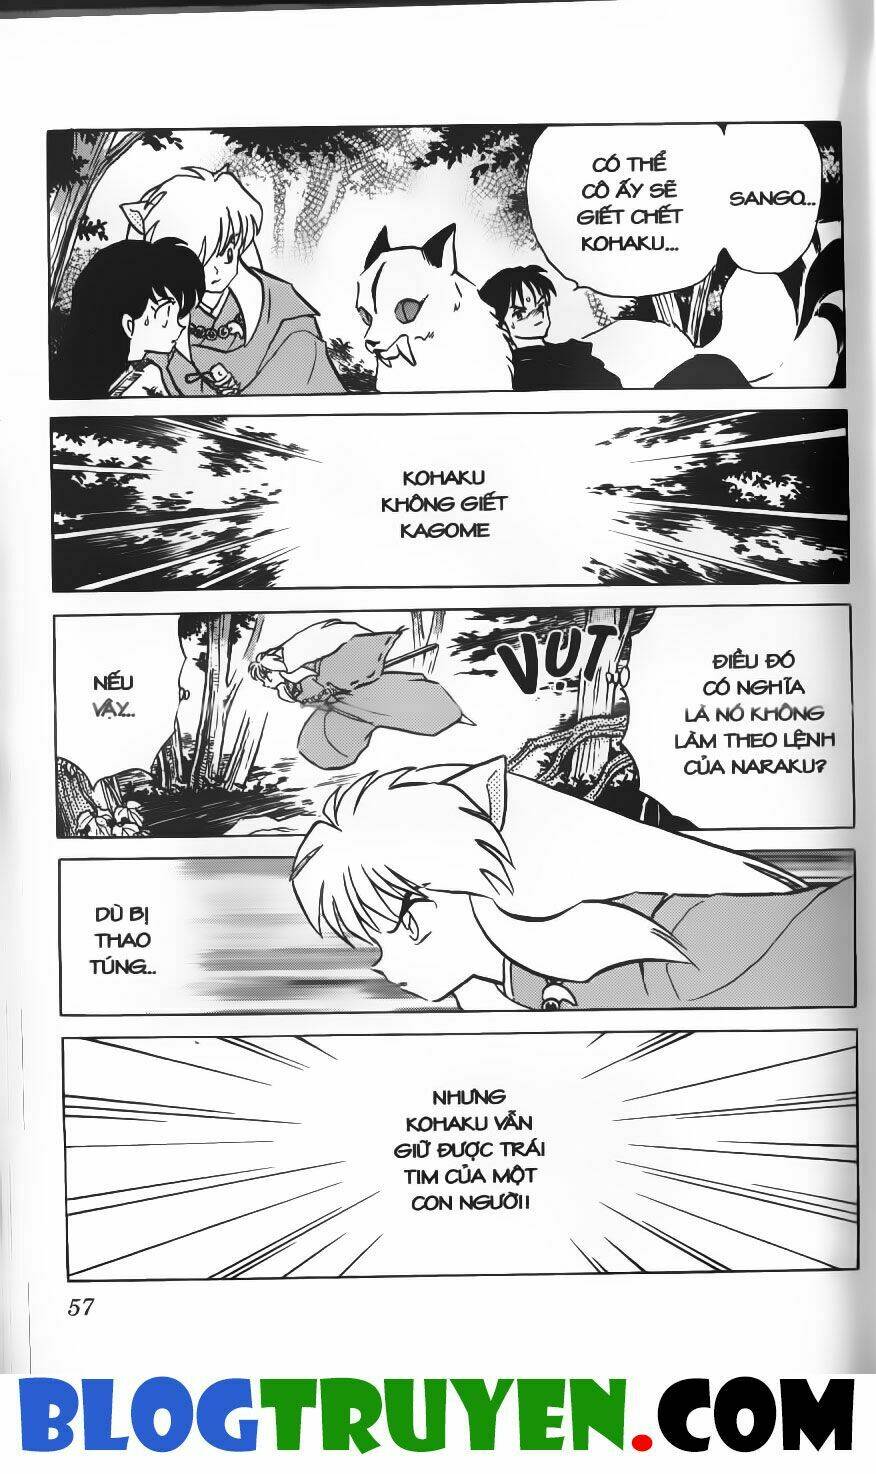 SANGO...
CÓ THỂ
CÔ ẤY SẼ
GIẾT CHẾT
KOHAKU...
KOHAKU
KHÔNG GIẾT
KAGOME
ĐIỀU ĐÓ
CÓ NGHĨA
LÀ NÓ KHÔNG
LÀM THEO LỆNH
CỦA NARAKU?
VỤT
NẾU
VẬY...
DÙ BỊ
THAO
TÚNG...
NHƯNG
KOHAKU VẪN
GIỮ ĐƯỢC TRÁI
TIM CỦA MỘT
CON NGƯỜI!!
57
BLOGTRUYEN.COM